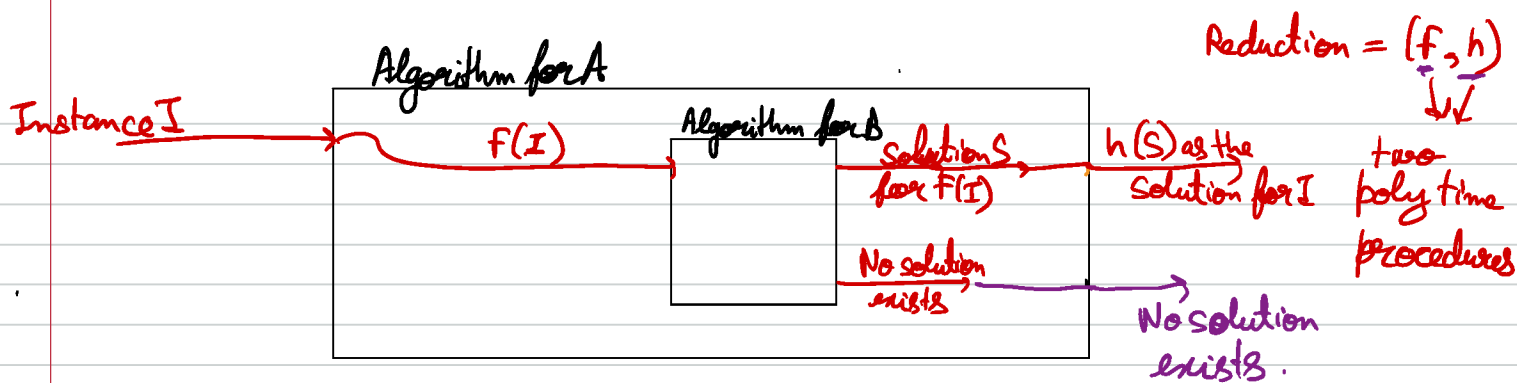 Reduction = (f, h)
two
poly time
procedures
Algorithm for A
Instance I
f(I)
Algorithm for B
Solution S
for F(I)
h(S) as the
solution for I
No solution
exists
No solution
exists.